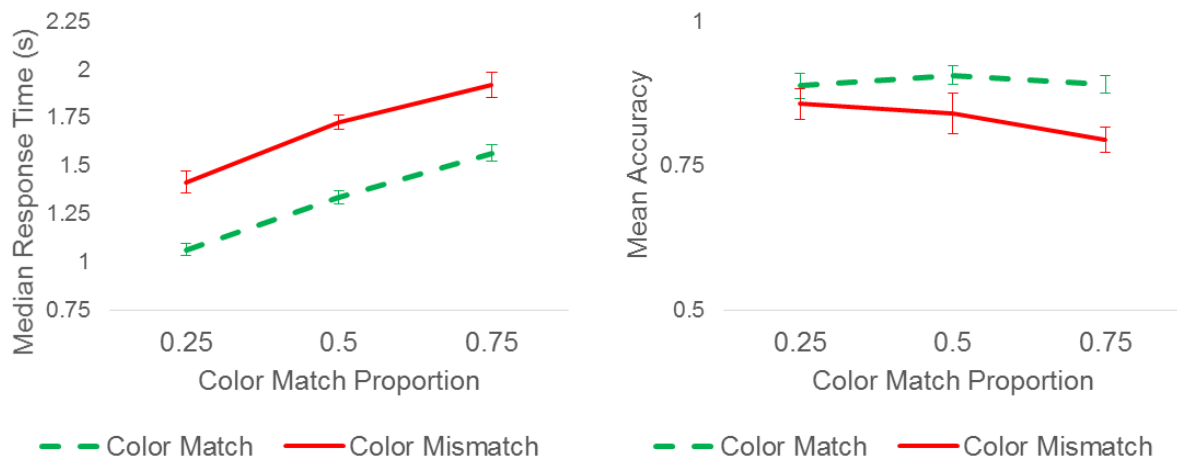 Median Response Time (s)
2.25
2
1.75
1.5
1.25
1
0.75
0.25 0.5 0.75
Color Match Proportion
Color Match Color Mismatch
Mean Accuracy
1
0.75
0.5
0.25 0.5 0.75
Color Match Proportion
Color Match Color Mismatch